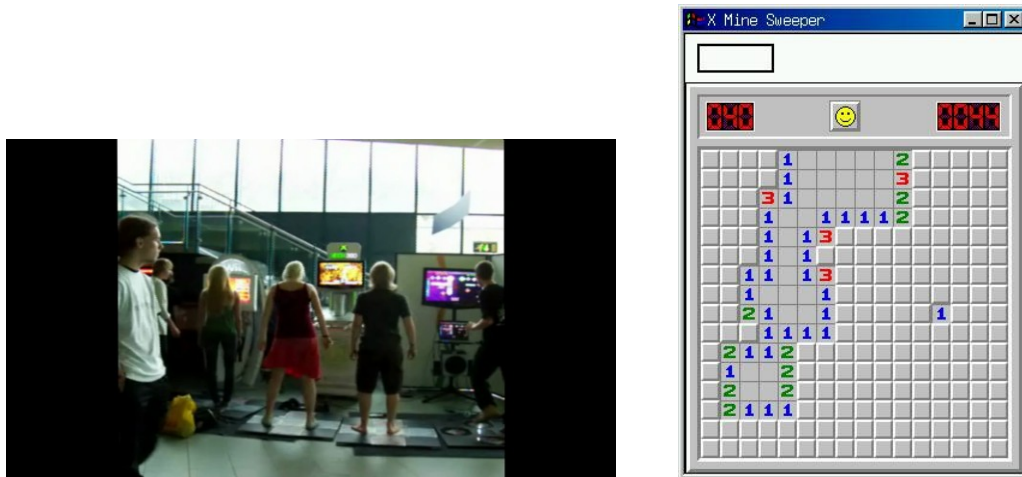 X Mine Sweeper
040 0044
1 2
1 3
3 1 2
1 1 1 1 1 2
1 1 3
1 1
1 1 1 3
1 1
2 1 1 1
1 1 1 1
2 1 1 2
1 2
2 2
2 1 1 1